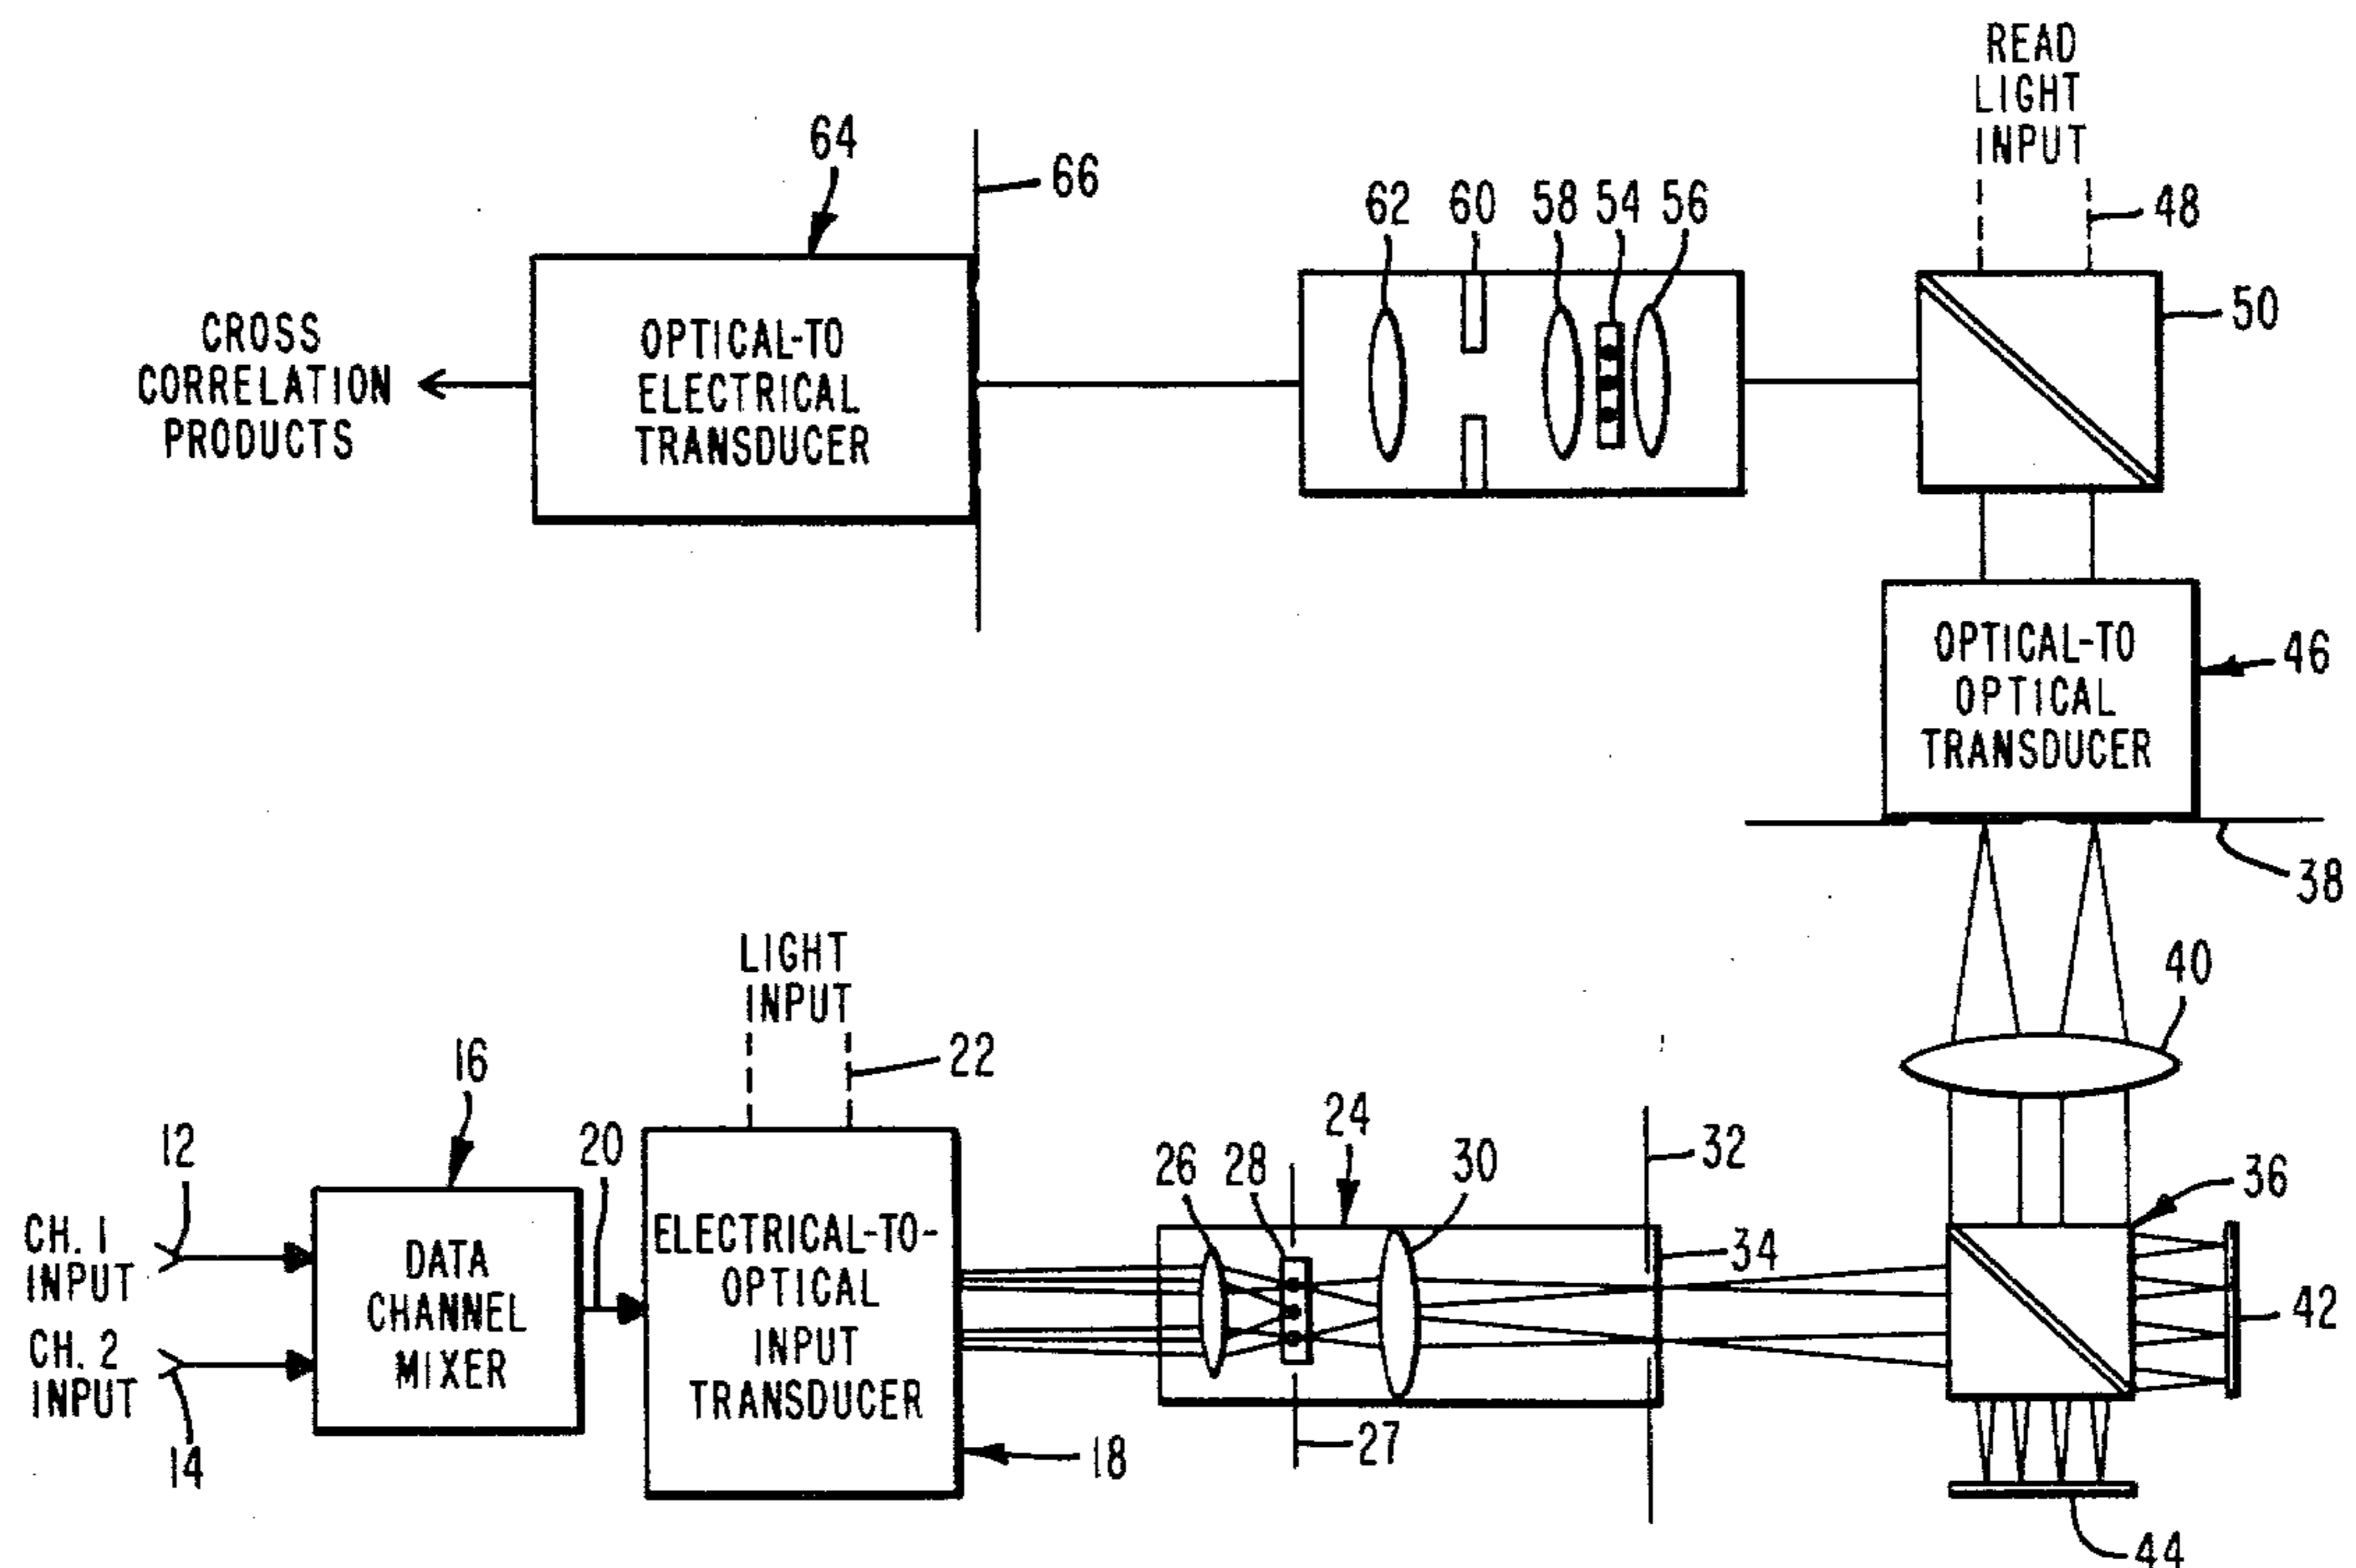 READ
LIGHT
INPUT
64
66
62
60
58
54
56
48
50
CROSS
CORRELATION
PRODUCTS
OPTICAL-TO
ELECTRICAL
TRANSDUCER
OPTICAL-TO
OPTICAL
TRANSDUCER
46
38
40
LIGHT
INPUT
22
16
12
20
24
26
28
30
32
36
CH. 1
INPUT
DATA
CHANNEL
MIXER
ELECTRICAL-TO-
OPTICAL
INPUT
TRANSDUCER
34
42
CH. 2
INPUT
14
18
27
44